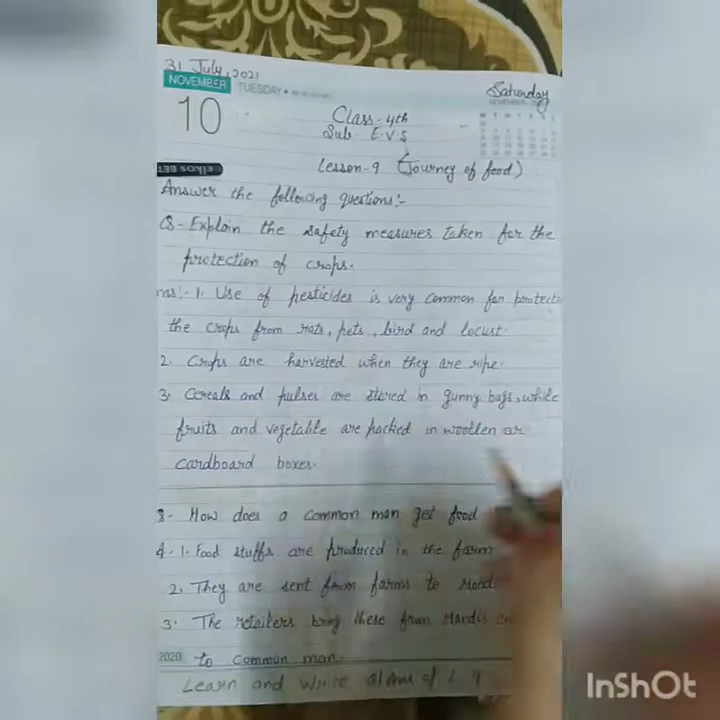 31 July, 2021
Saturday
NOVEMBER
TUESDAY
10
Class-4th
Sub- E.V.S
Lesson-9 (Journey of food)
Answer the following questions:-
Q- Explain the safety measures taken for the
protection of crops.
1. Use of pesticides is very common for protect
the crops from rats, pets, bird and locust.
2. Crops are harvested when they are ripe.
3. Cereals and pulses are stored in gunny bags, while
fruits and vegetable are packed in woollen or
cardboard boxes.
How does a common man get food
1. Food stuffs are produced in the farm
2. They are sent from farms to
3. The retailers bring these from Mandis
2020
to common man.
Learn and Write
InShOt